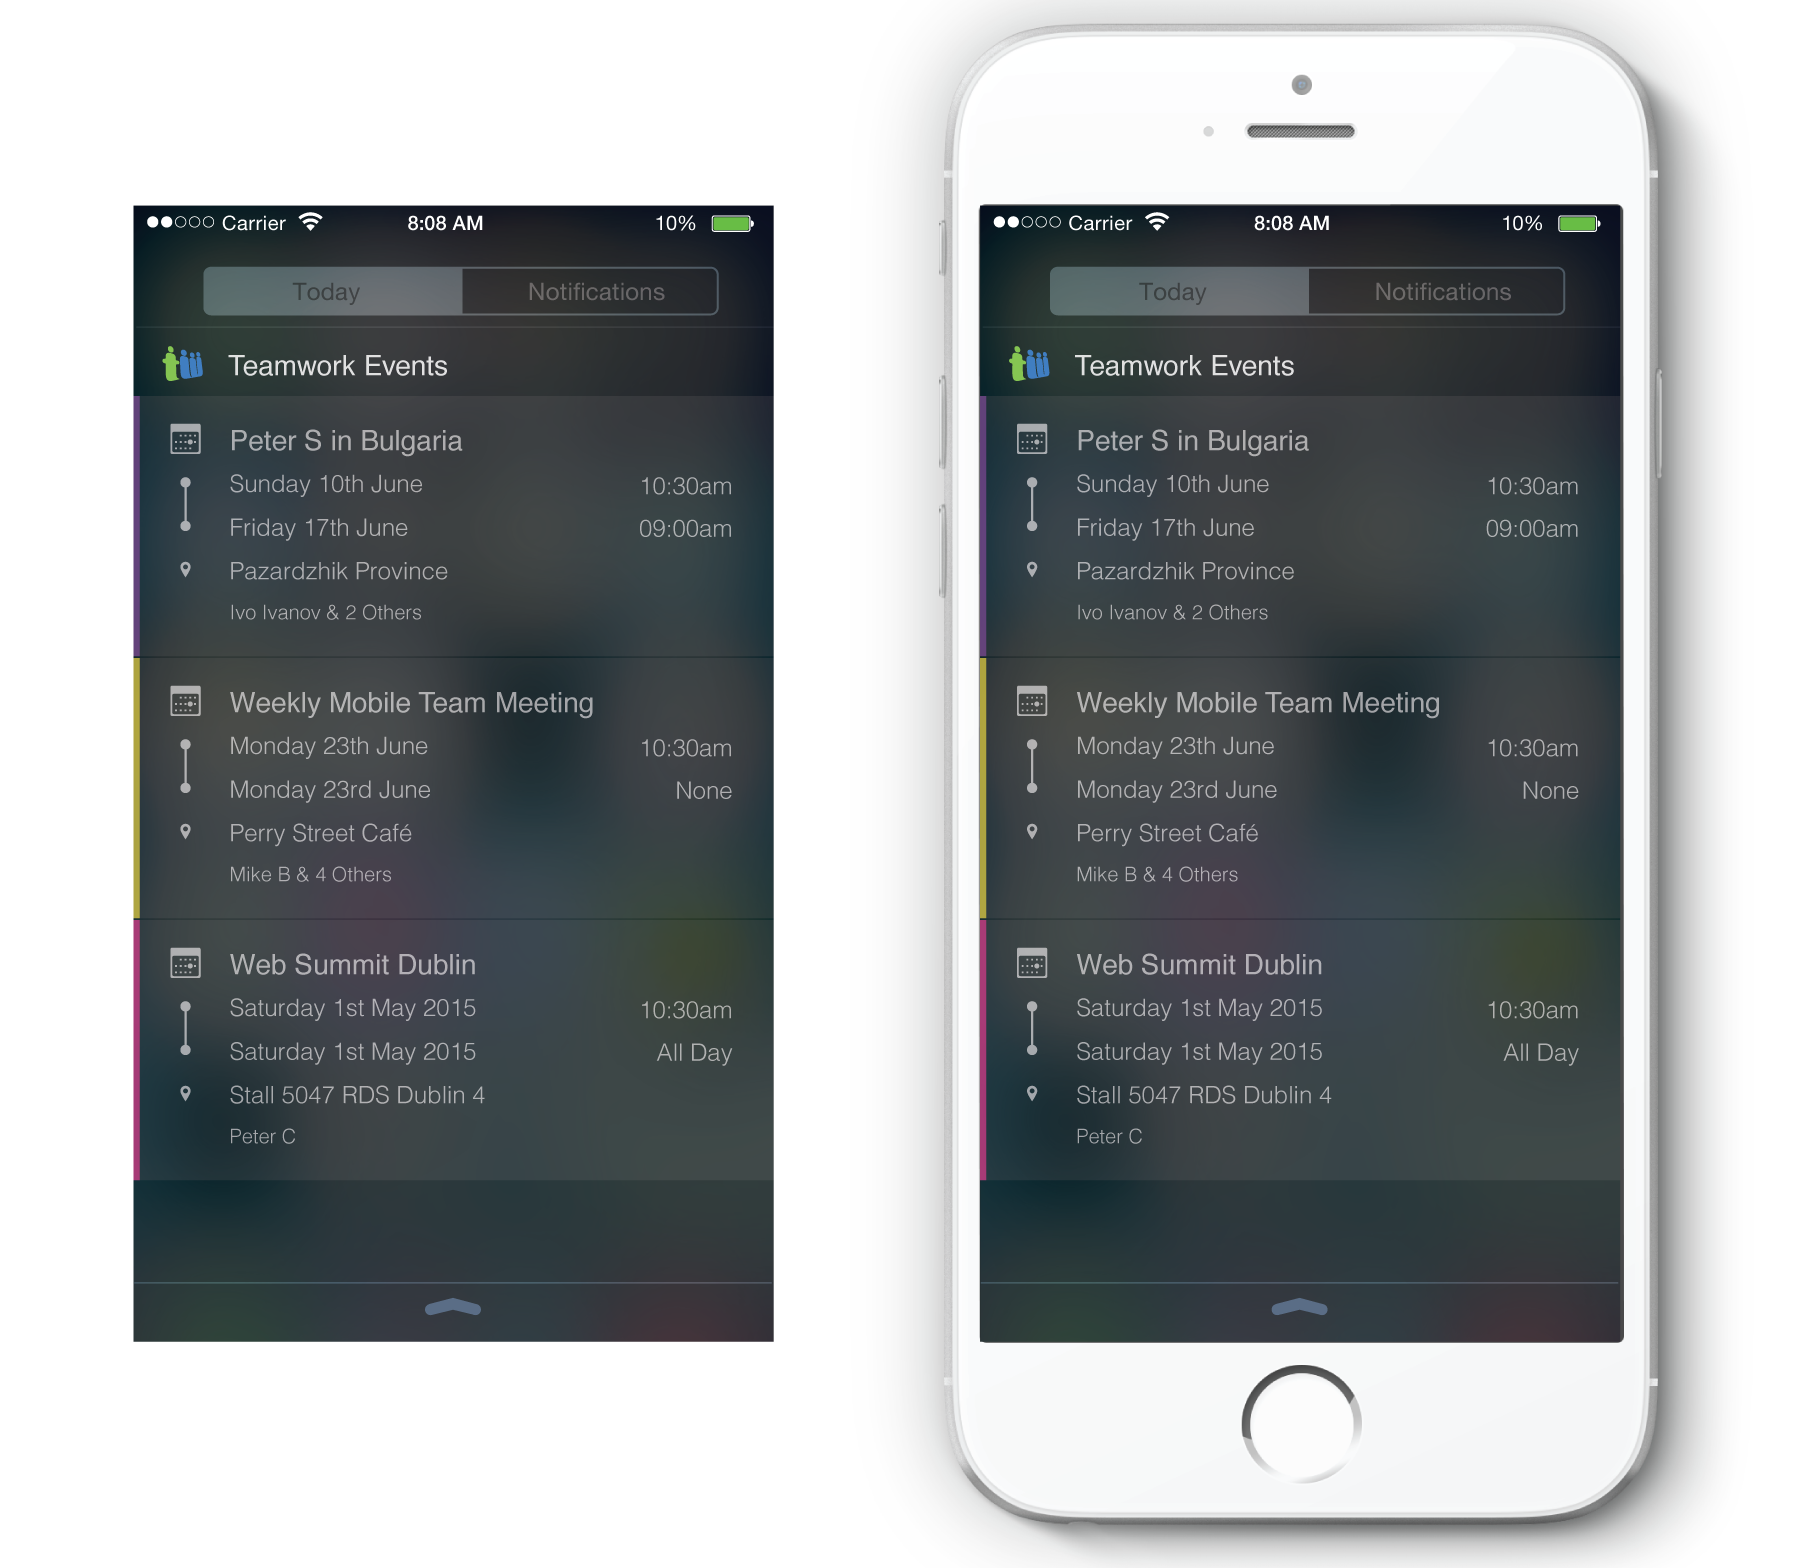 Carrier 8:08 AM 10%
Today Notifications
Teamwork Events
Peter S in Bulgaria
Sunday 10th June 10:30am
Friday 17th June 09:00am
Pazardzhik Province
Ivo Ivanov & 2 Others
Weekly Mobile Team Meeting
Monday 23th June 10:30am
Monday 23rd June None
Perry Street Café
Mike B & 4 Others
Web Summit Dublin
Saturday 1st May 2015 10:30am
Saturday 1st May 2015 All Day
Stall 5047 RDS Dublin 4
Peter C
Carrier 8:08 AM 10%
Today Notifications
Teamwork Events
Peter S in Bulgaria
Sunday 10th June 10:30am
Friday 17th June 09:00am
Pazardzhik Province
Ivo Ivanov & 2 Others
Weekly Mobile Team Meeting
Monday 23th June 10:30am
Monday 23rd June None
Perry Street Café
Mike B & 4 Others
Web Summit Dublin
Saturday 1st May 2015 10:30am
Saturday 1st May 2015 All Day
Stall 5047 RDS Dublin 4
Peter C